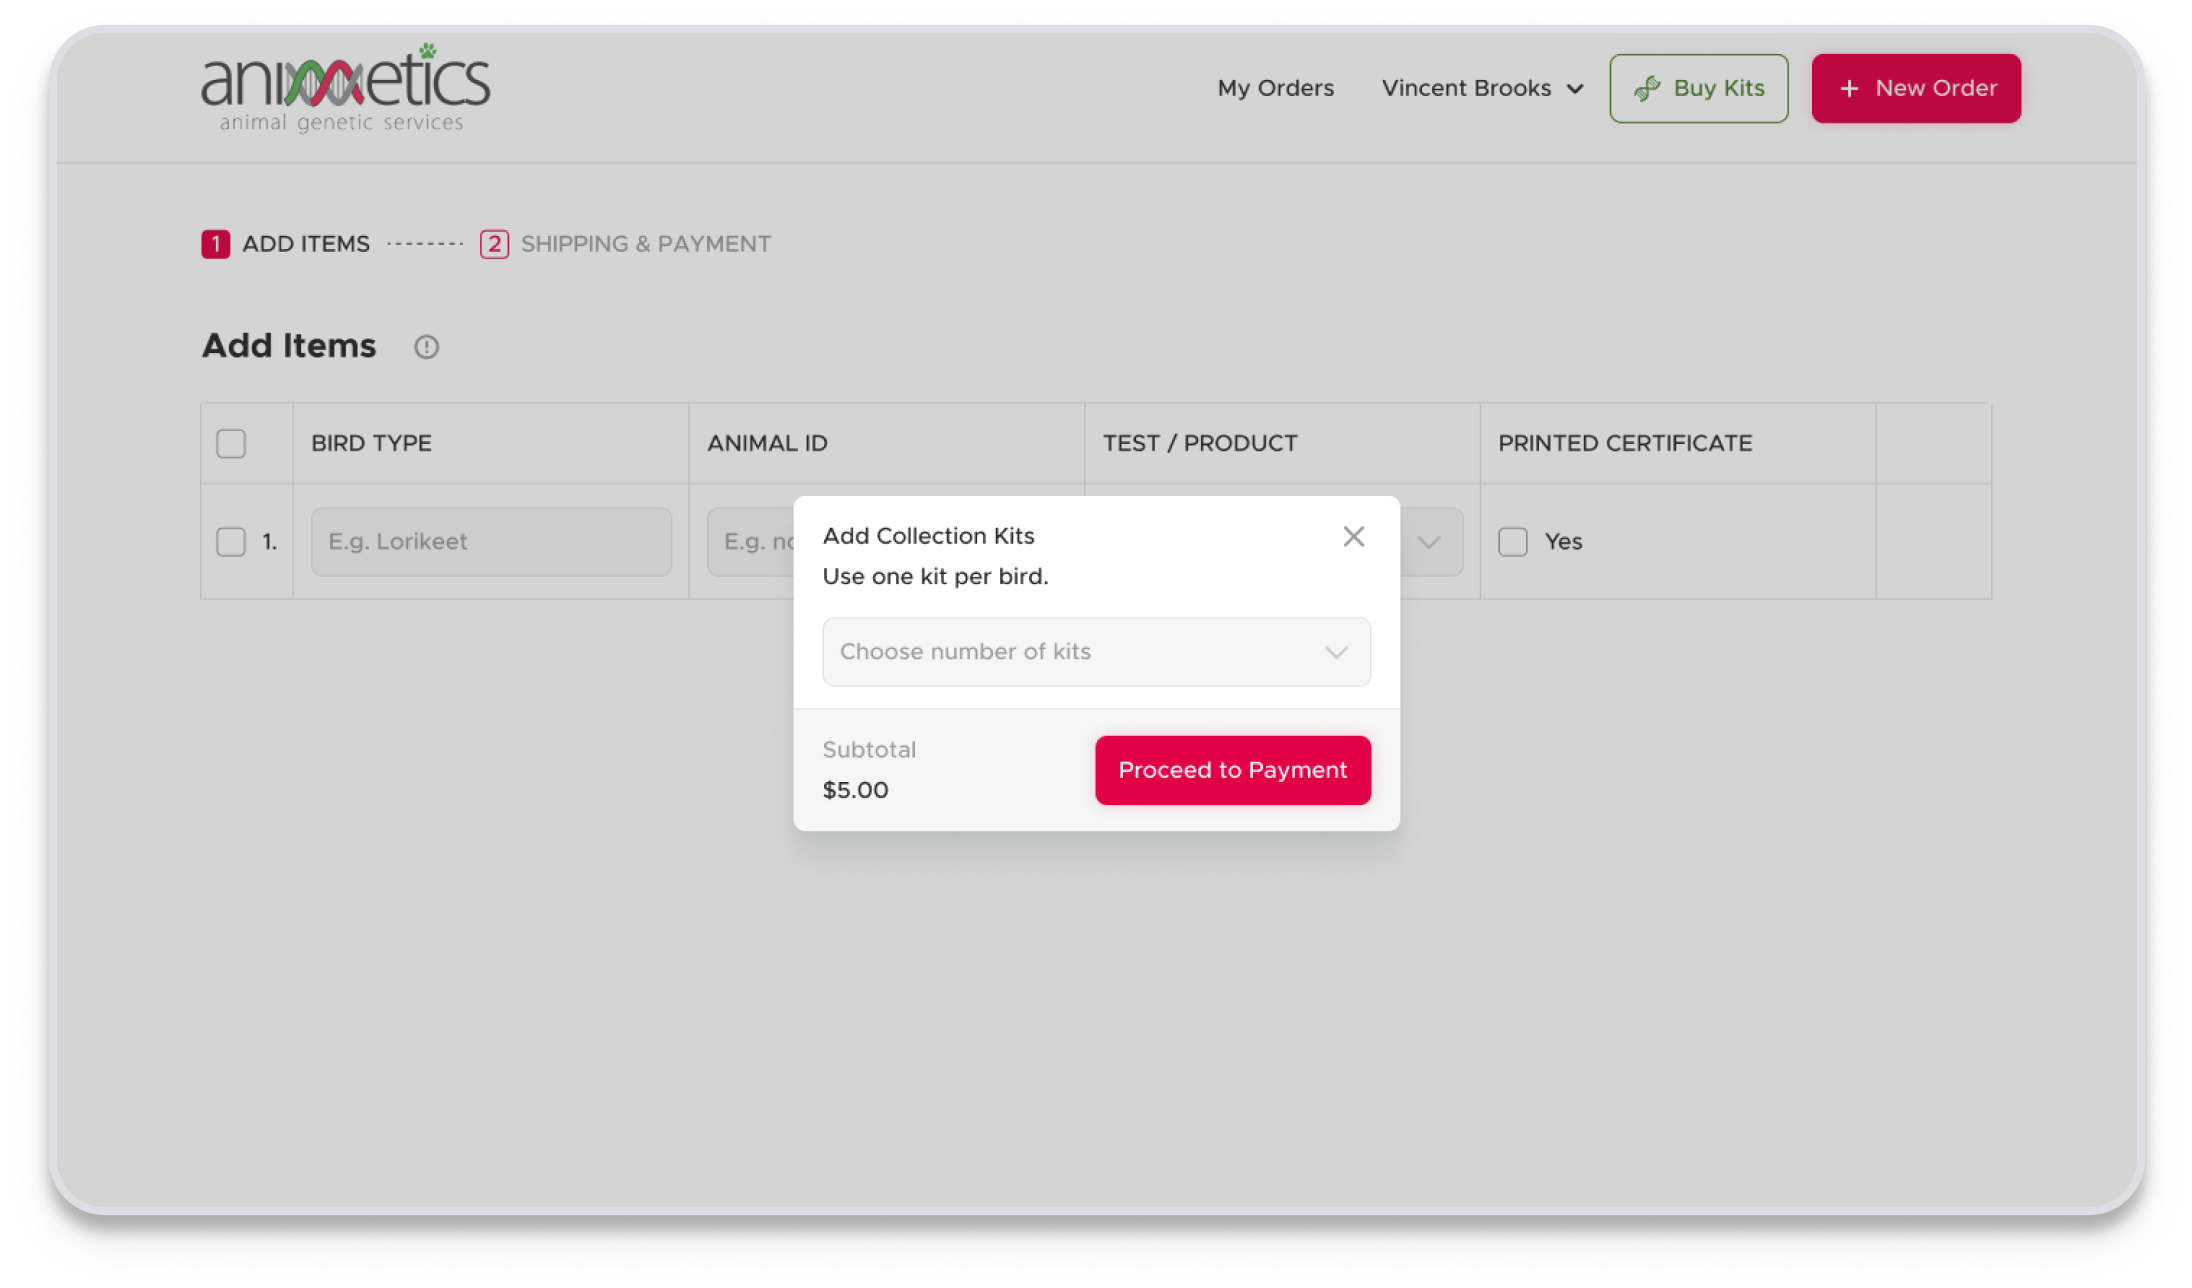 animetics
animal genetic services
My Orders
Vincent Brooks
Buy Kits
+ New Order
1 ADD ITEMS
2 SHIPPING & PAYMENT
Add Items
BIRD TYPE
ANIMAL ID
TEST / PRODUCT
PRINTED CERTIFICATE
1.
E.g. Lorikeet
E.g.
Yes
Add Collection Kits
Use one kit per bird.
Choose number of kits
Subtotal
$5.00
Proceed to Payment